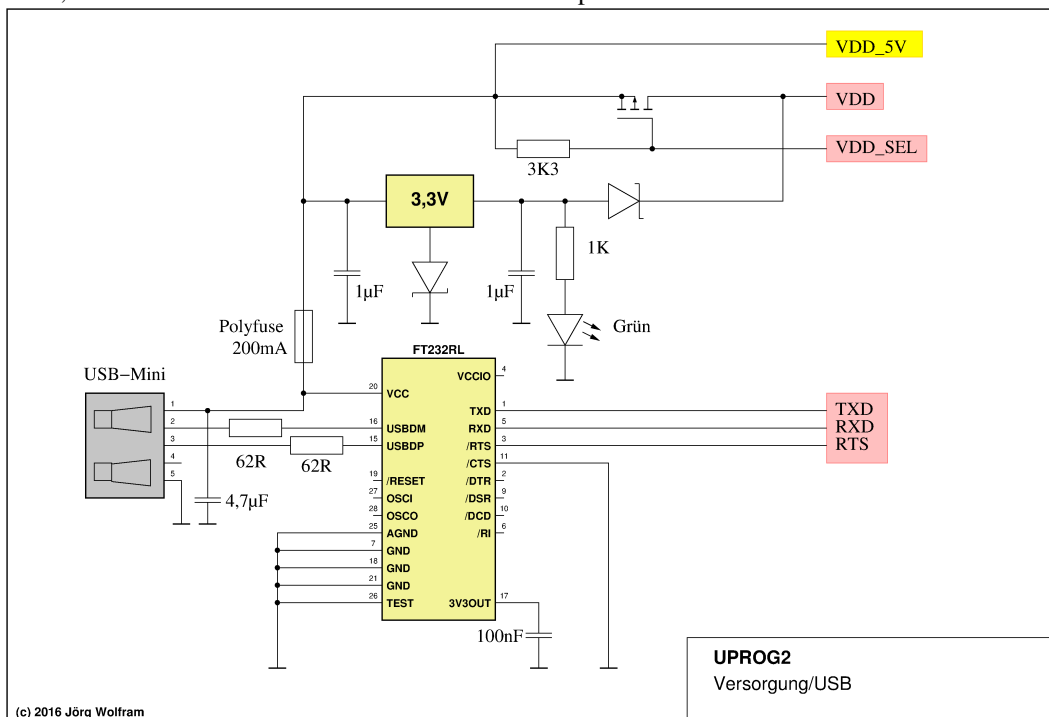 VDD_5V
VDD
VDD_SEL
3K3
3,3V
1K
1µF
1µF
Polyfuse
200mA
Grün
FT232RL
USB-Mini
VCCIO 4
20 VCC
1
TXD 1
TXD
2
16 USBDM
RXD 5
RXD
3
15 USBDP
/RTS 3
RTS
62R
62R
4
/CTS 11
5
19 /RESET
/DTR 2
4,7µF
27 OSCI
/DSR 9
28 OSCO
/DCD 10
25 AGND
/RI 6
7 GND
18 GND
21 GND
26 TEST
3V3OUT 17
100nF
UPROG2
Versorgung/USB
(c) 2016 Jörg Wolfram